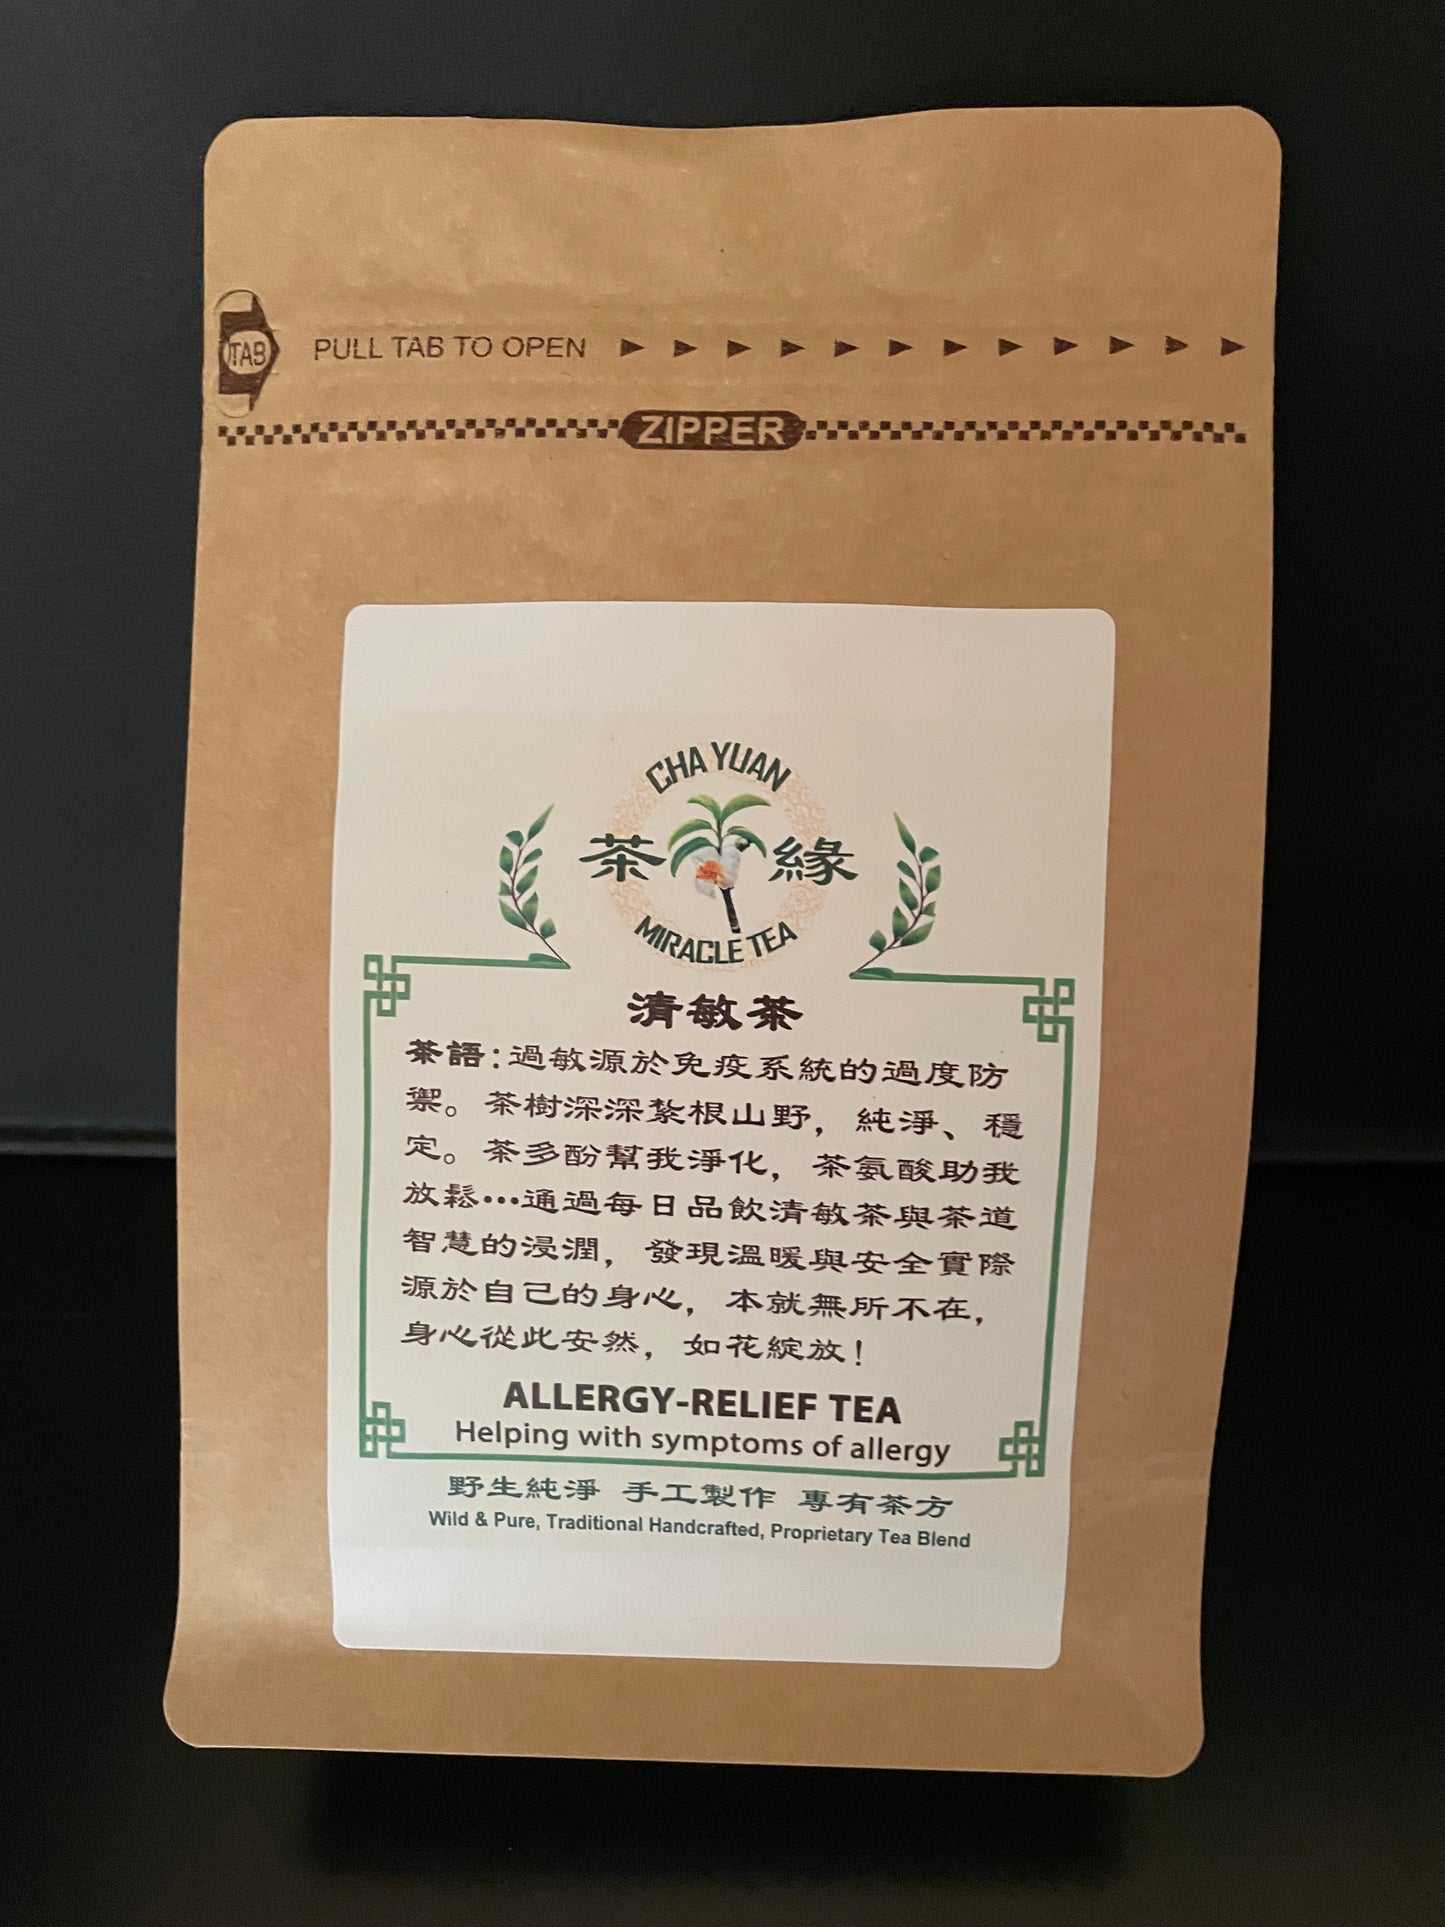 TAB PULL TAB TO OPEN
ZIPPER
CHA YUAN
茶 緣
MIRACLE TEA
清敏茶
茶語:過敏源於免疫系統的過度防
禦。茶樹深深紮根山野，純淨、穩
定。茶多酚幫我淨化，茶氨酸助我
放鬆⋯通過每日品飲清敏茶與茶道
智慧的浸潤，發現溫暖與安全實際
源於自己的身心，本就無所不在，
身心從此安然，如花綻放！
ALLERGY-RELIEF TEA
Helping with symptoms of allergy
野生純淨 手工製作 專有茶方
Wild & Pure, Traditional Handcrafted, Proprietary Tea Blend